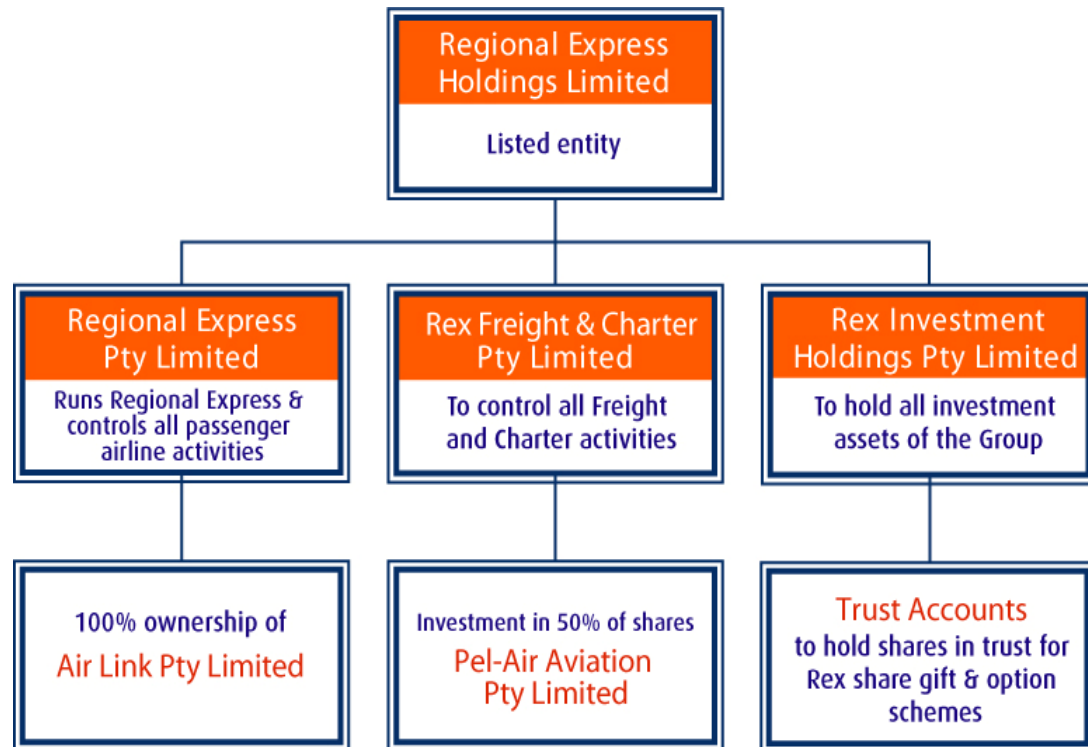 Regional Express
Holdings Limited
Listed entity
Regional Express
Pty Limited
Runs Regional Express &
controls all passenger
airline activities
Rex Freight & Charter
Pty Limited
To control all Freight
and Charter activities
Rex Investment
Holdings Pty Limited
To hold all investment
assets of the Group
100% ownership of
Air Link Pty Limited
Investment in 50% of shares
Pel-Air Aviation
Pty Limited
Trust Accounts
to hold shares in trust for
Rex share gift & option
schemes